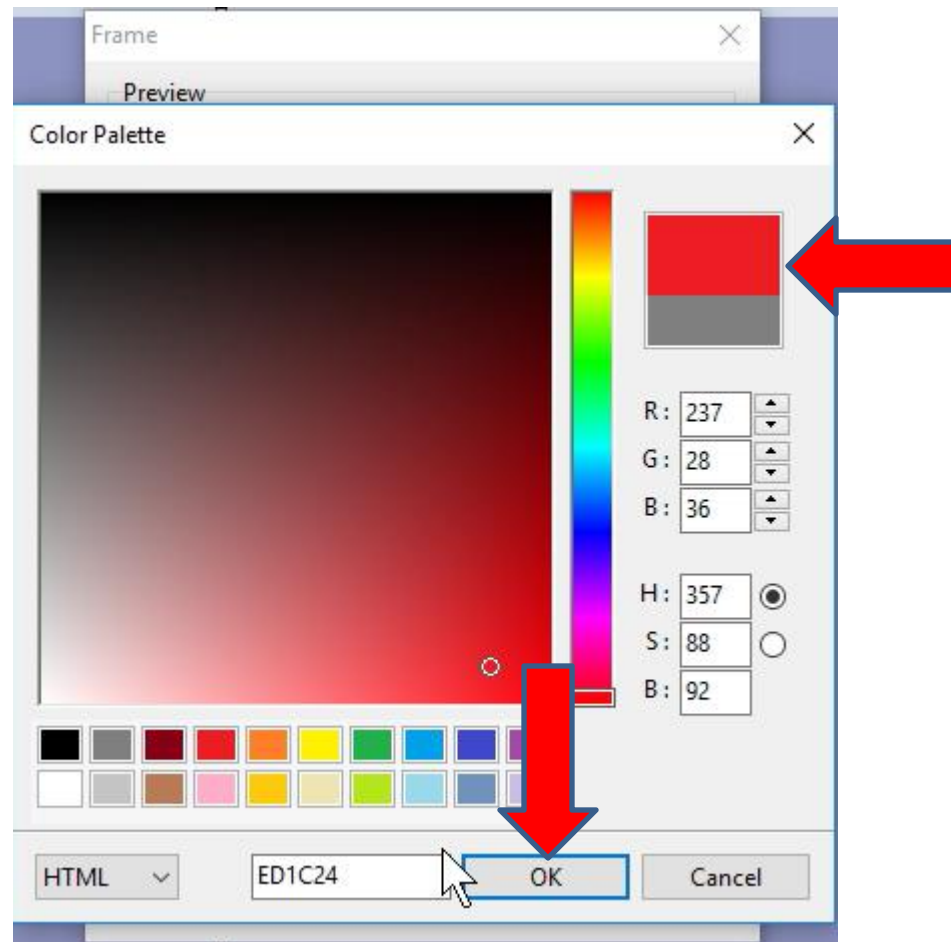 Frame
Preview
Color Palette
R: 237
G: 28
B: 36
H: 357
S: 88
B: 92
HTML ED1C24 OK Cancel